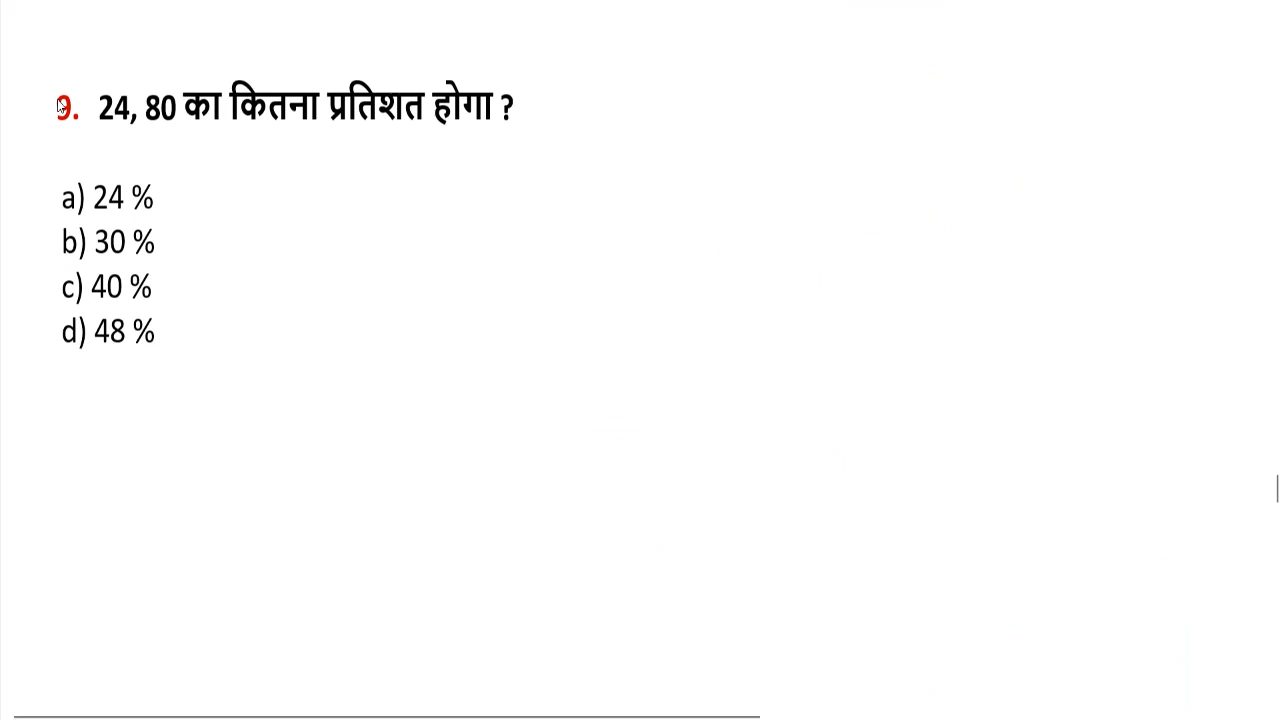 9. 24, 80 का कितना प्रतिशत होगा ?
a) 24 %
b) 30 %
c) 40 %
d) 48 %